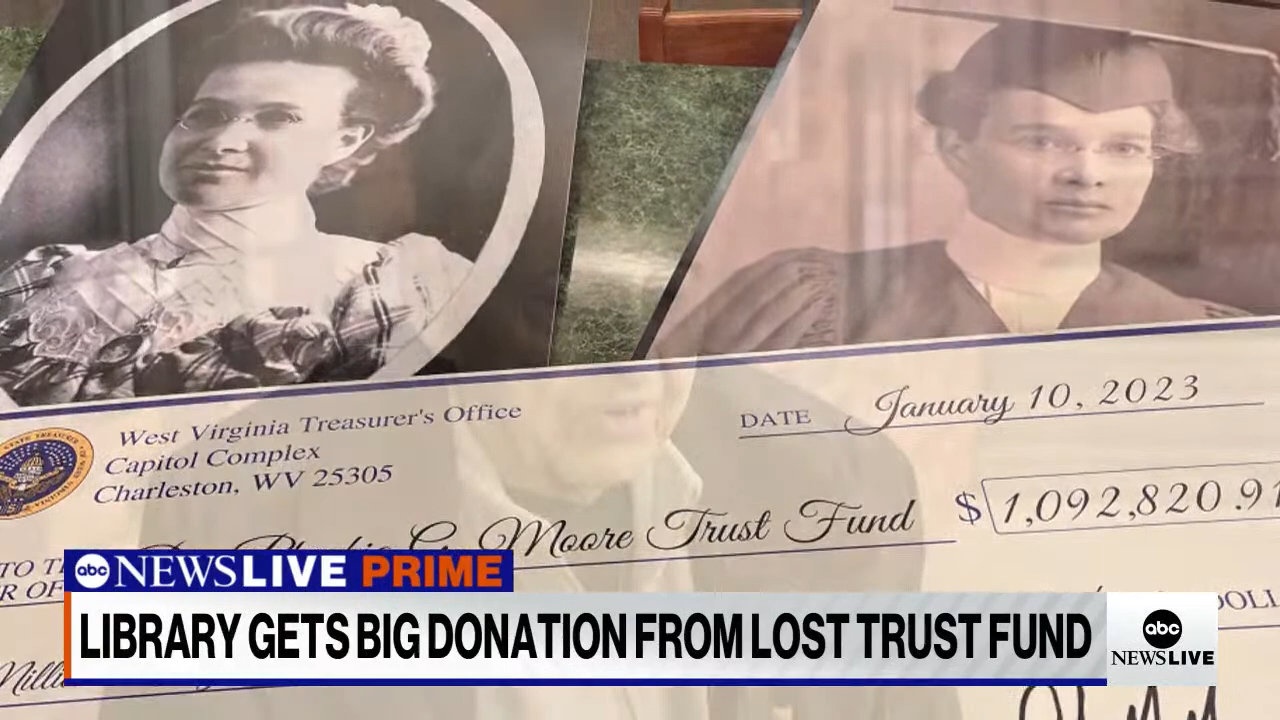 West Virginia Treasurer's Office
Capitol Complex
Charleston, WV 25305
DATE January 10, 2023
$ 1,092,820.91
Moore Trust Fund
abc NEWS LIVE PRIME
LIBRARY GETS BIG DONATION FROM LOST TRUST FUND
abc
NEWS LIVE